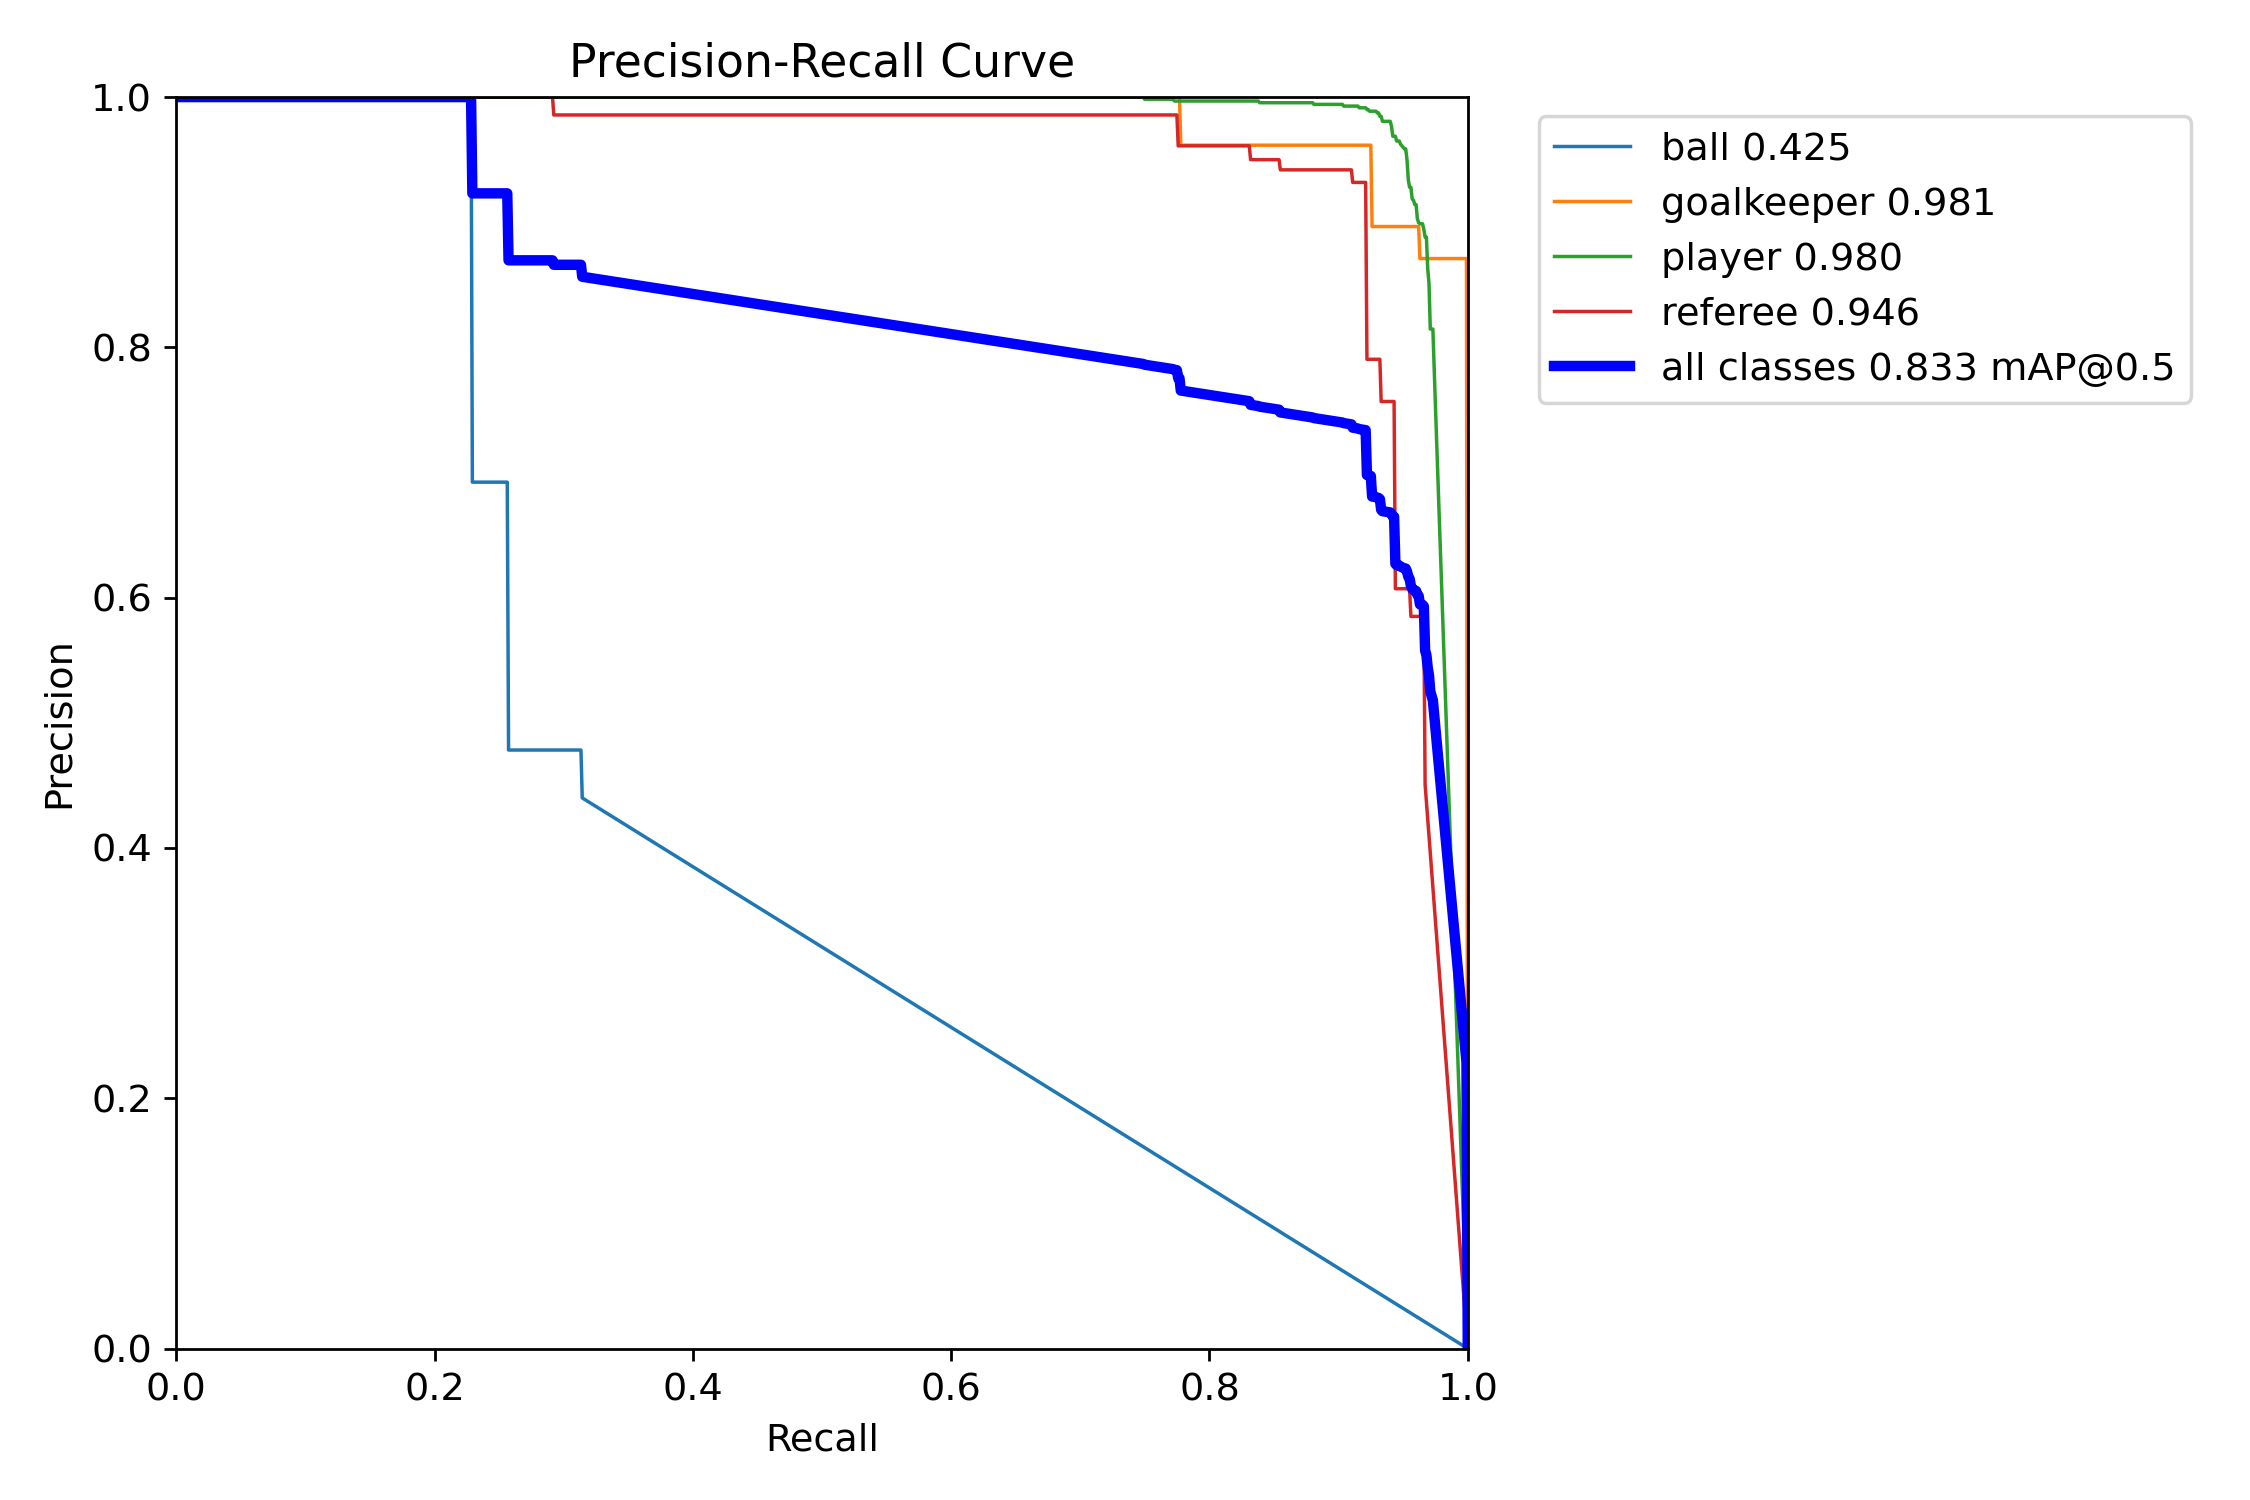 Precision-Recall Curve
1.0
0.8
0.6
0.4
0.2
0.0
Precision
0.0 0.2 0.4 0.6 0.8 1.0
Recall
ball 0.425
goalkeeper 0.981
player 0.980
referee 0.946
all classes 0.833 mAP@0.5